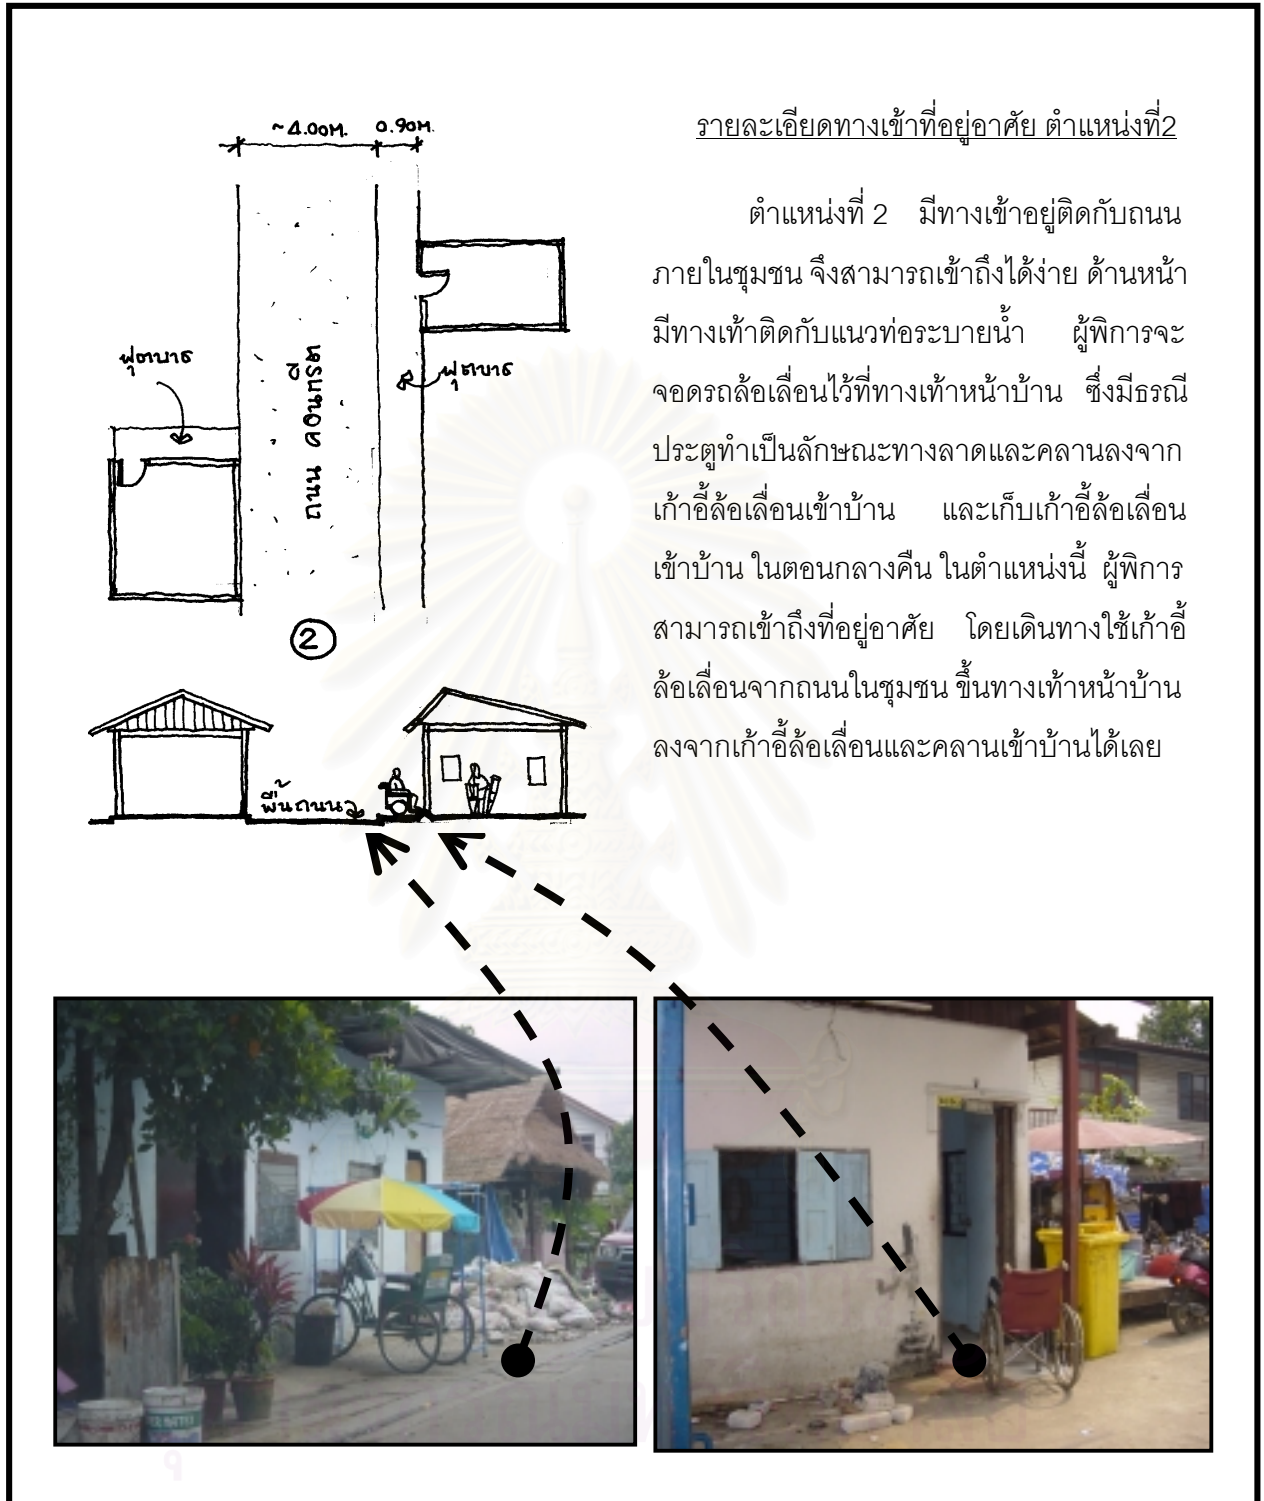 ~4.00M. 0.90M.
รายละเอียดทางเข้าที่อยู่อาศัย ตำแหน่งที่2
ตำแหน่งที่ 2 มีทางเข้าอยู่ติดกับถนน
ภายในชุมชน จึงสามารถเข้าถึงได้ง่าย ด้านหน้า
มีทางเท้าติดกับแนวท่อระบายน้ำ ผู้พิการจะ
จอดรถล้อเลื่อนไว้ที่ทางเท้าหน้าบ้าน ซึ่งมีธรณี
ประตูทำเป็นลักษณะทางลาดและคลานลงจาก
เก้าอี้ล้อเลื่อนเข้าบ้าน และเก็บเก้าอี้ล้อเลื่อน
เข้าบ้าน ในตอนกลางคืน ในตำแหน่งนี้ ผู้พิการ
สามารถเข้าถึงที่อยู่อาศัย โดยเดินทางใช้เก้าอี้
ล้อเลื่อนจากถนนในชุมชน ขึ้นทางเท้าหน้าบ้าน
ลงจากเก้าอี้ล้อเลื่อนและคลานเข้าบ้านได้เลย
ฟุตบาธ
ถนน คอนกรีต
ฟุตบาธ
2
พื้นถนน